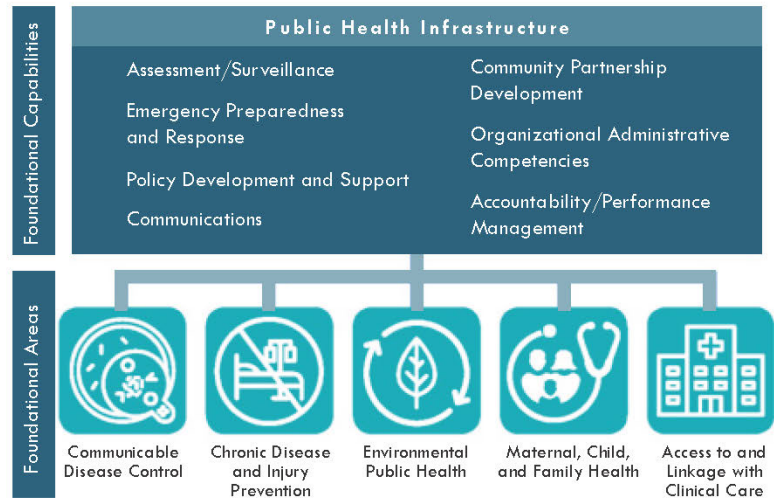 Foundational Capabilities
Public Health Infrastructure
Assessment/Surveillance
Emergency Preparedness
and Response
Policy Development and Support
Communications
Community Partnership
Development
Organizational Administrative
Competencies
Accountability/Performance
Management
Foundational Areas
Communicable
Disease Control
Chronic Disease
and Injury
Prevention
Environmental
Public Health
Maternal, Child,
and Family Health
Access to and
Linkage with
Clinical Care